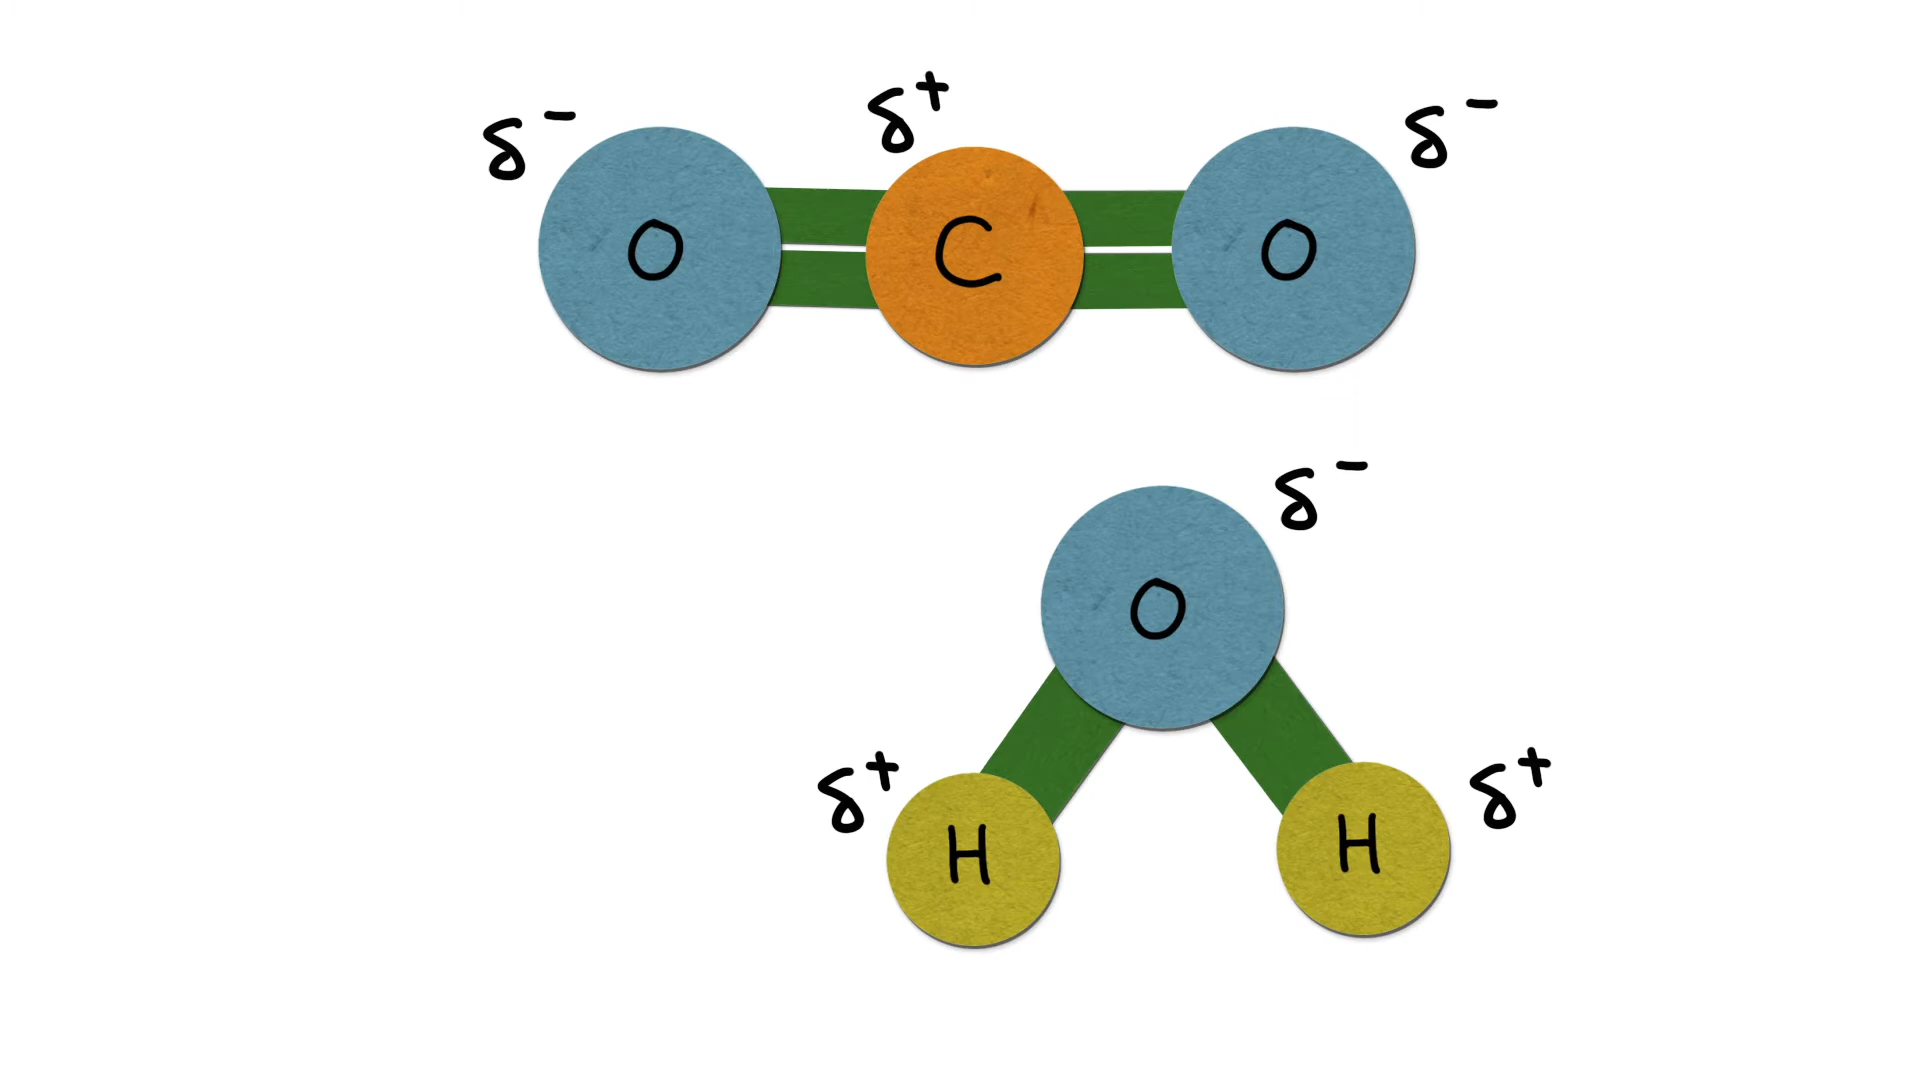 δ⁻ δ⁺ δ⁻
O C O
δ⁻
O
δ⁺ δ⁺
H H